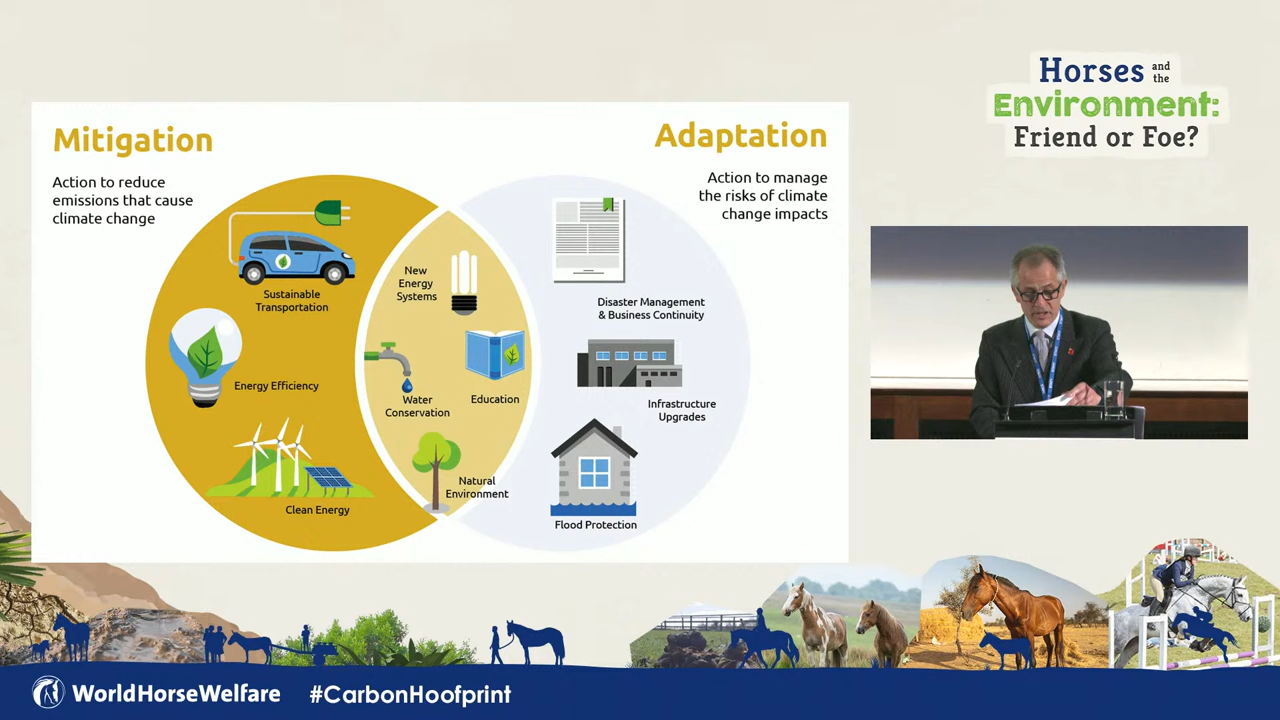 Horses and
the
Environment:
Friend or Foe?
Mitigation
Action to reduce
emissions that cause
climate change
Adaptation
Action to manage
the risks of climate
change impacts
Sustainable
Transportation
Energy Efficiency
Clean Energy
New
Energy
Systems
Water
Conservation
Education
Natural
Environment
Disaster Management
& Business Continuity
Infrastructure
Upgrades
Flood Protection
WorldHorseWelfare
#CarbonHoofprint